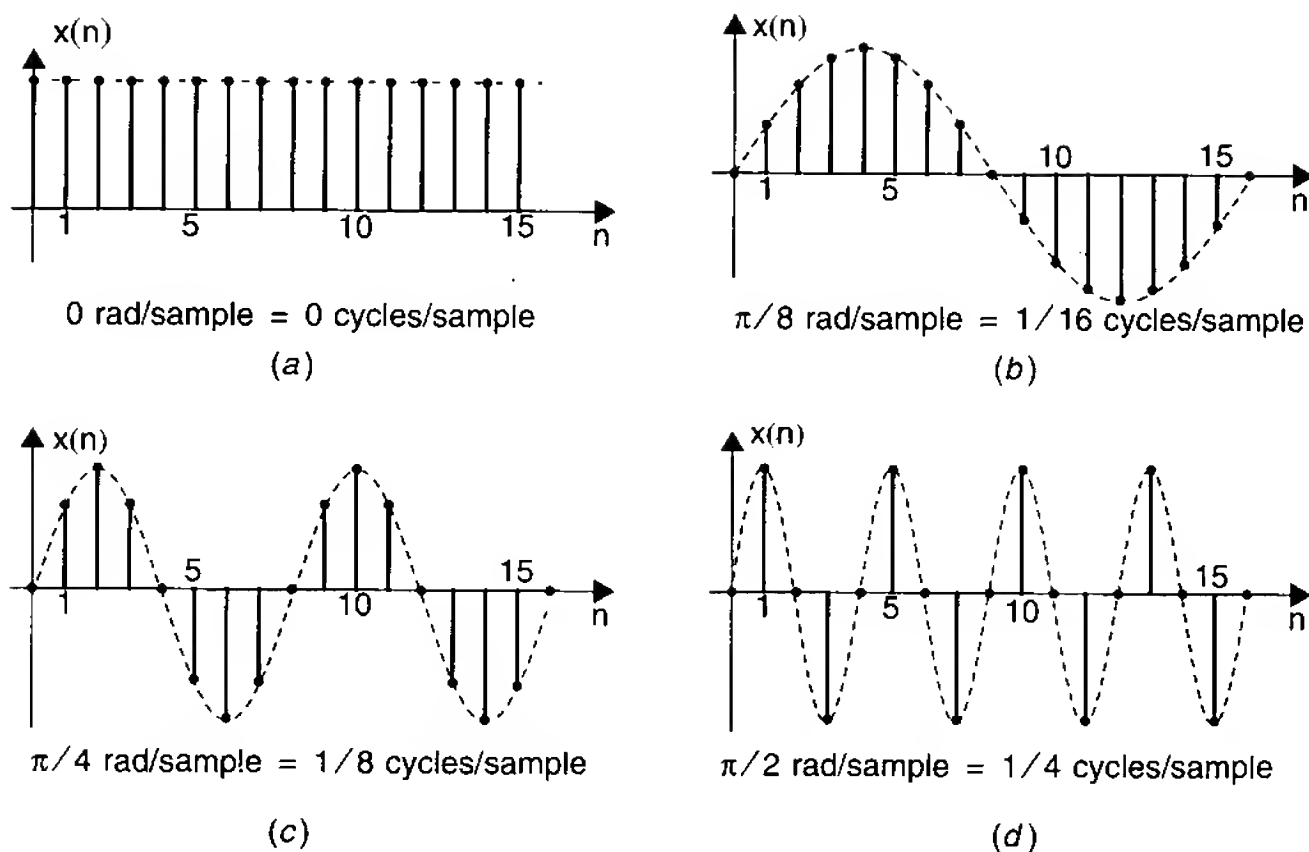 x(n)
1 5 10 15
n
0 rad/sample = 0 cycles/sample
(a)
x(n)
10 15
1 5
n
π/8 rad/sample = 1/16 cycles/sample
(b)
x(n)
5 15
1 10
n
π/4 rad/sample = 1/8 cycles/sample
(c)
x(n)
15
1 5 10
n
π/2 rad/sample = 1/4 cycles/sample
(d)